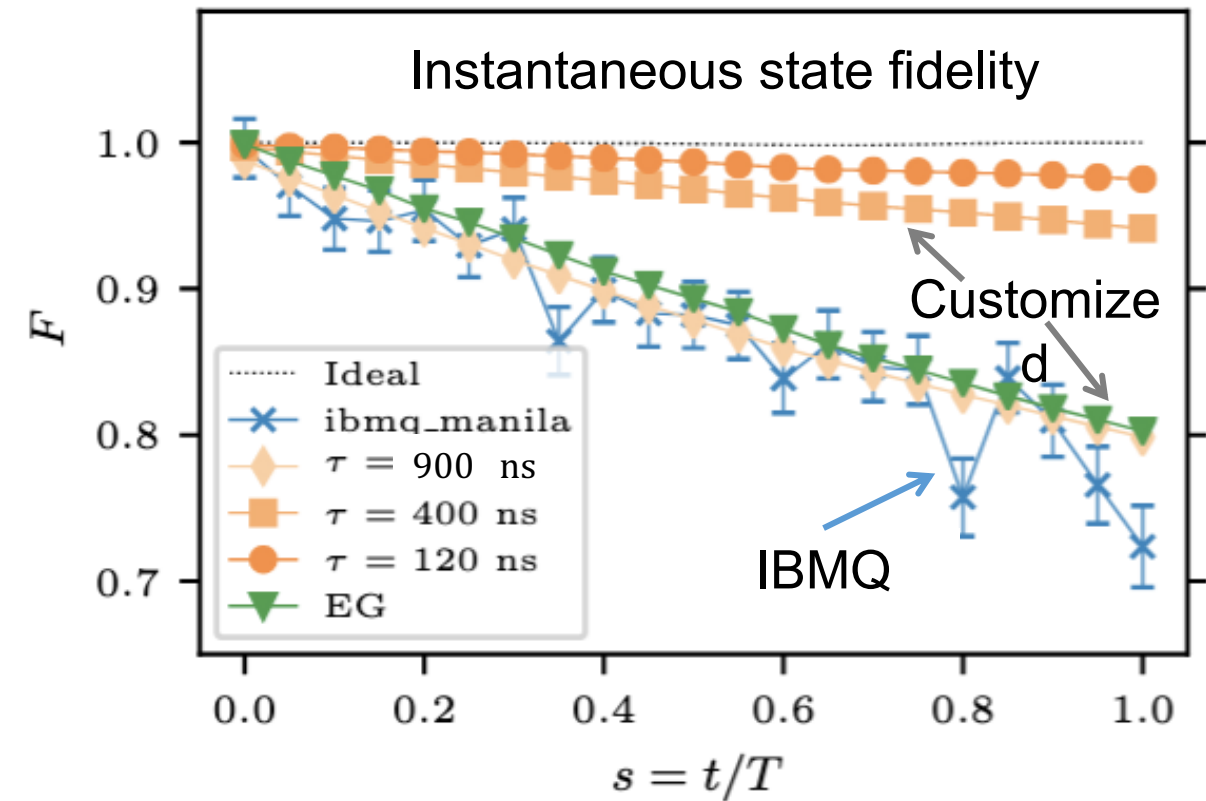 Instantaneous state fidelity
1.0
0.9
0.8
0.7
F
Customize
d
IBMQ
Ideal
ibmq_manila
τ = 900 ns
τ = 400 ns
τ = 120 ns
EG
0.0 0.2 0.4 0.6 0.8 1.0
s = t/T